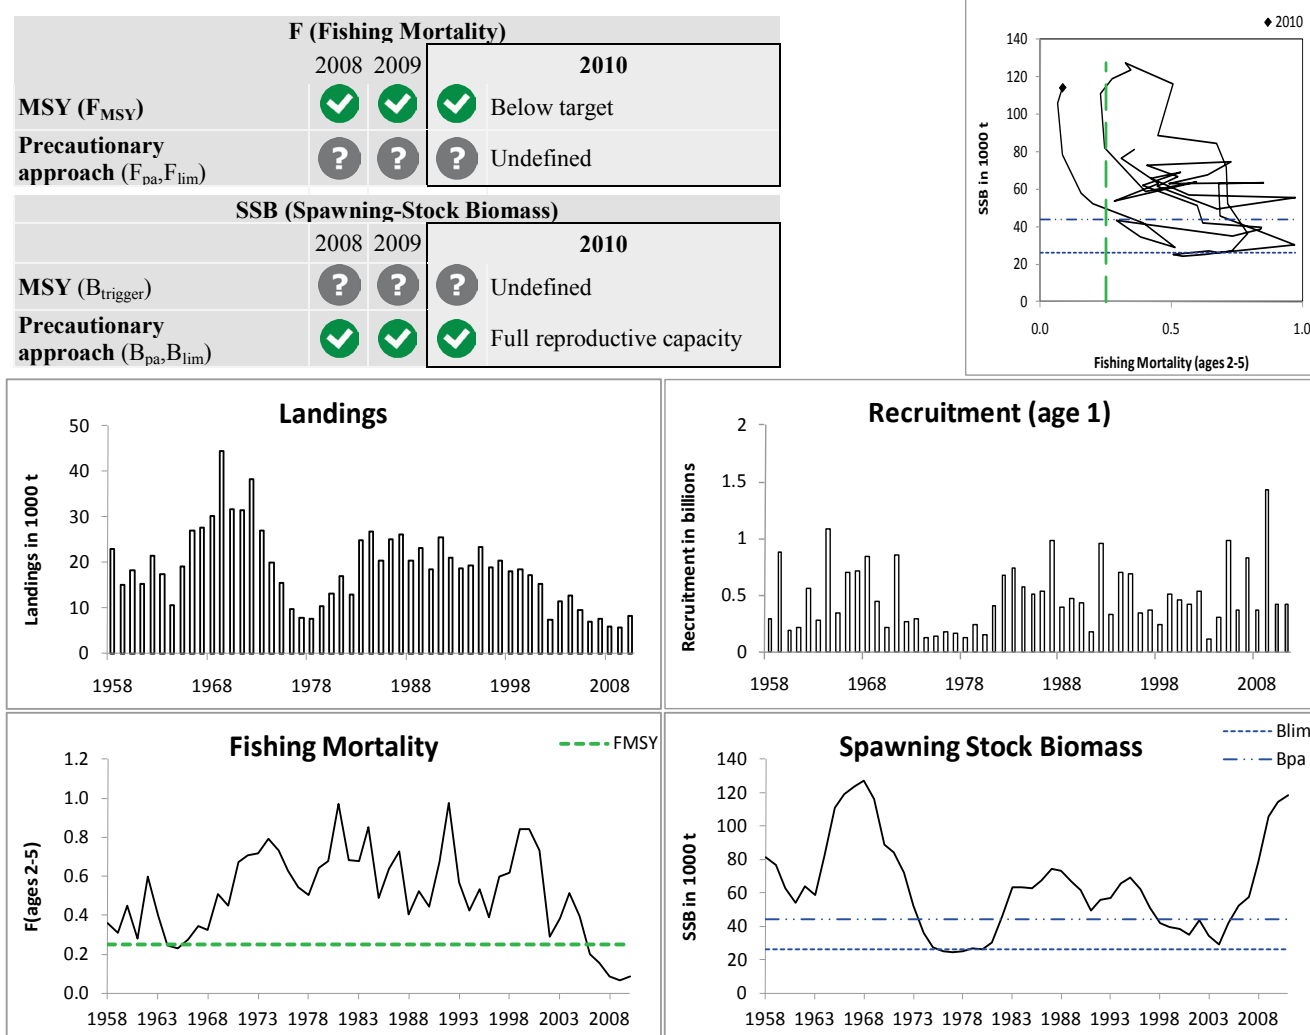 F (Fishing Mortality)
2008 2009 2010
MSY (FMSY) Below target
Precautionary
approach (Fpa,Flim) Undefined
SSB (Spawning-Stock Biomass)
2008 2009 2010
MSY (Btrigger) Undefined
Precautionary
approach (Bpa,Blim) Full reproductive capacity
2010
SSB in 1000 t
140
120
100
80
60
40
20
0
0.0 0.5 1.0
Fishing Mortality (ages 2-5)
Landings
Landings in 1000 t
50
40
30
20
10
0
1958 1968 1978 1988 1998 2008
Recruitment (age 1)
Recruitment in billions
2
1.5
1
0.5
0
1958 1968 1978 1988 1998 2008
Fishing Mortality
FMSY
F(ages 2-5)
1.2
1.0
0.8
0.6
0.4
0.2
0.0
1958 1963 1968 1973 1978 1983 1988 1993 1998 2003 2008
Spawning Stock Biomass
Blim
Bpa
SSB in 1000 t
140
120
100
80
60
40
20
0
1958 1963 1968 1973 1978 1983 1988 1993 1998 2003 2008